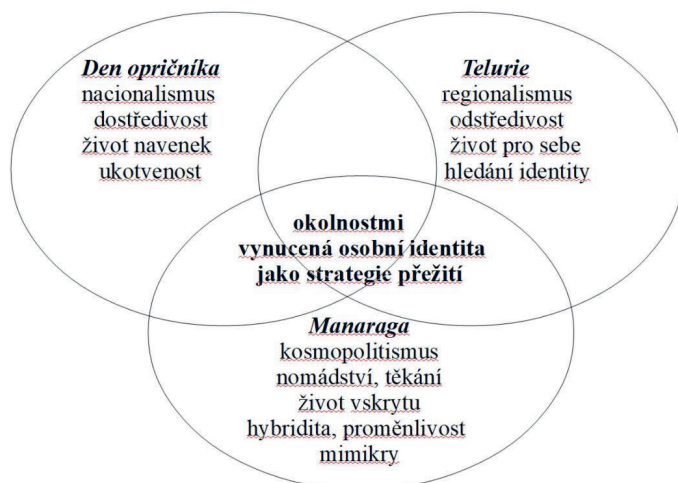 Den opričníka
nacionalismus
dostředivost
život navenek
ukotvenost
Telurie
regionalismus
odstředivost
život pro sebe
hledání identity
okolnostmi
vynucená osobní identita
jako strategie přežití
Manaraga
kosmopolitismus
nomádství, těkání
život vskrytu
hybridita, proměnlivost
mimikry